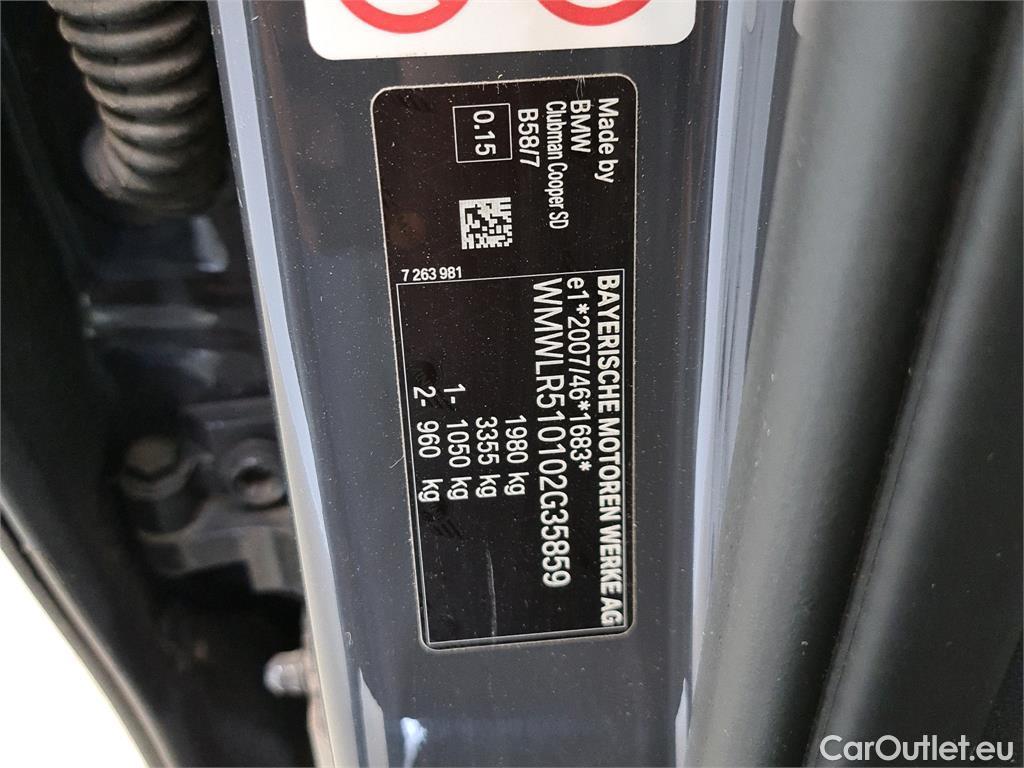 Made by
BMW
Clubman Cooper SD
B58/7
0.15
7 263 981
BAYERISCHE MOTOREN WERKE AG
e1*2007/46*1683*
WMWLR510102G35859
1980 kg
3355 kg
1- 1050 kg
2- 960 kg
CarOutlet.eu